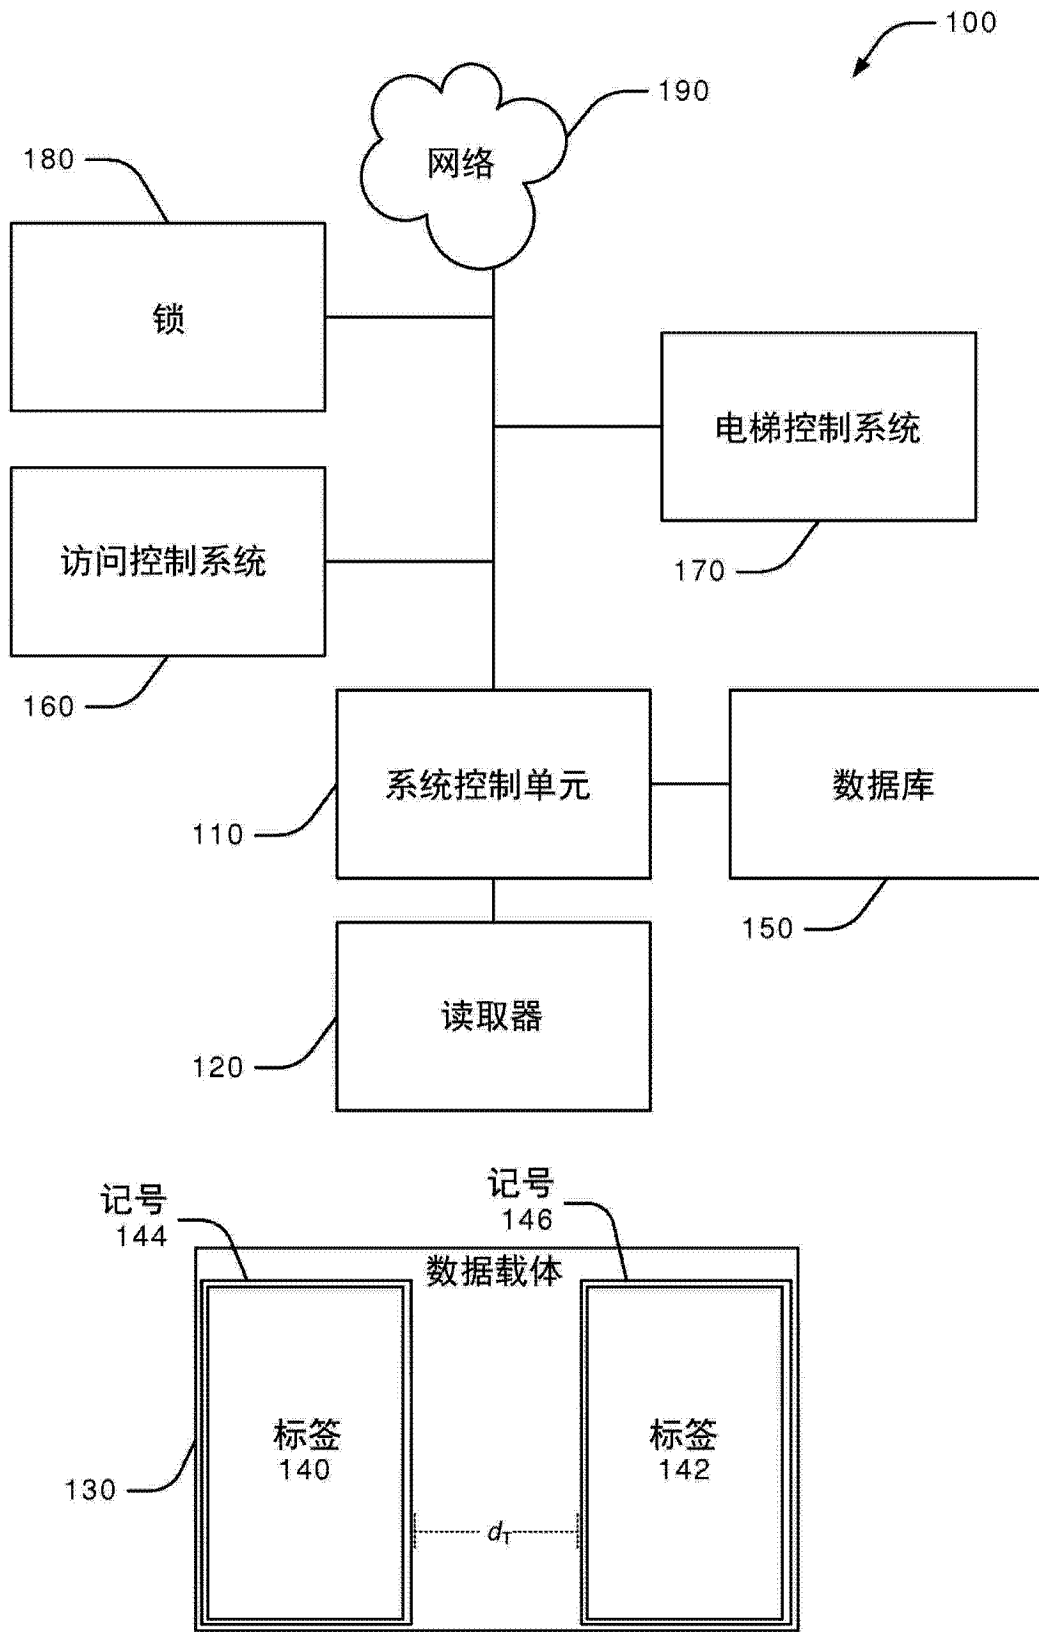 100
190
网络
180
锁
电梯控制系统
170
访问控制系统
160
系统控制单元
110
数据库
150
读取器
120
记号
144
记号
146
数据载体
标签
140
标签
142
130
dT